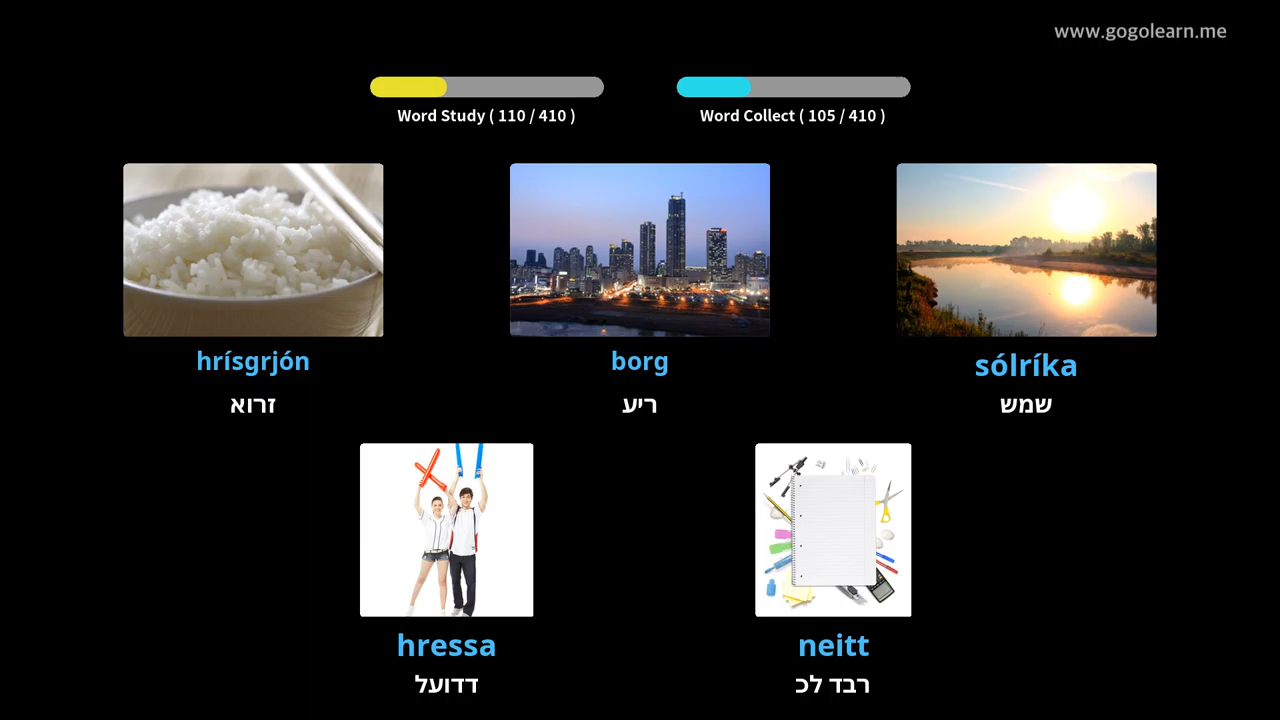 www.gogolearn.me
Word Study ( 110 / 410 )
Word Collect ( 105 / 410 )
hrísgrjón
זרוא
borg
ריע
sólríka
שמש
hressa
דדועל
neitt
רבד לכ